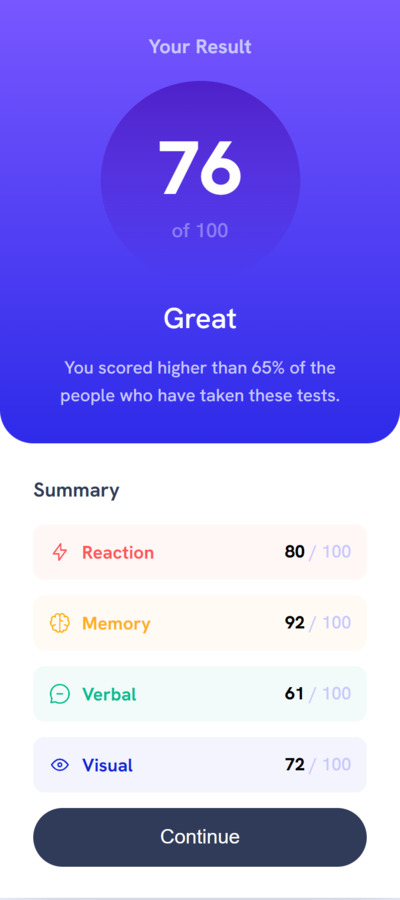 Your Result
76
of 100
Great
You scored higher than 65% of the
people who have taken these tests.
Summary
Reaction 80 / 100
Memory 92 / 100
Verbal 61 / 100
Visual 72 / 100
Continue